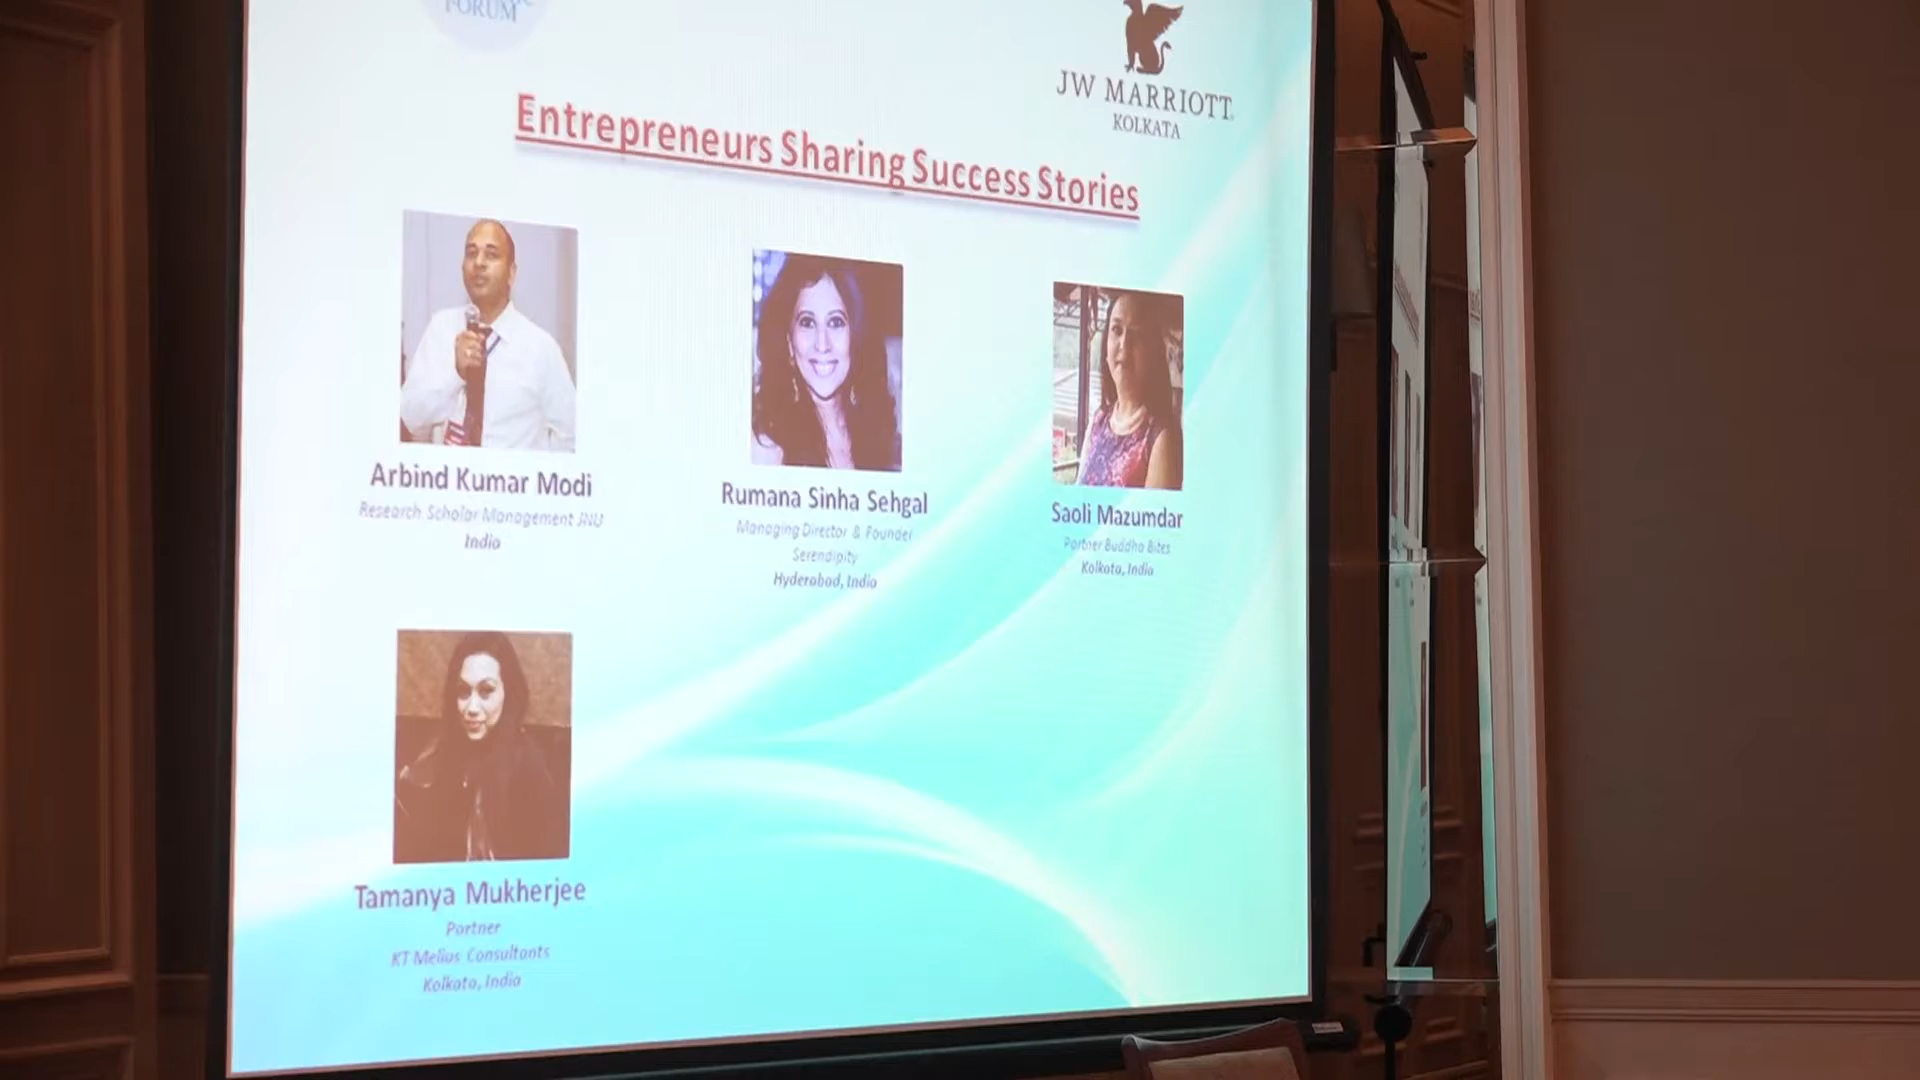 FORUM
JW MARRIOTT
KOLKATA
Entrepreneurs Sharing Success Stories
Arbind Kumar Modi
Research Scholar Management JNU
India
Rumana Sinha Sehgal
Managing Director & Founder
Serendipity
Hyderabad, India
Saoli Mazumdar
Partner Buddha Bites
Kolkata, India
Tamanya Mukherjee
Partner
KT Melius Consultants
Kolkata, India